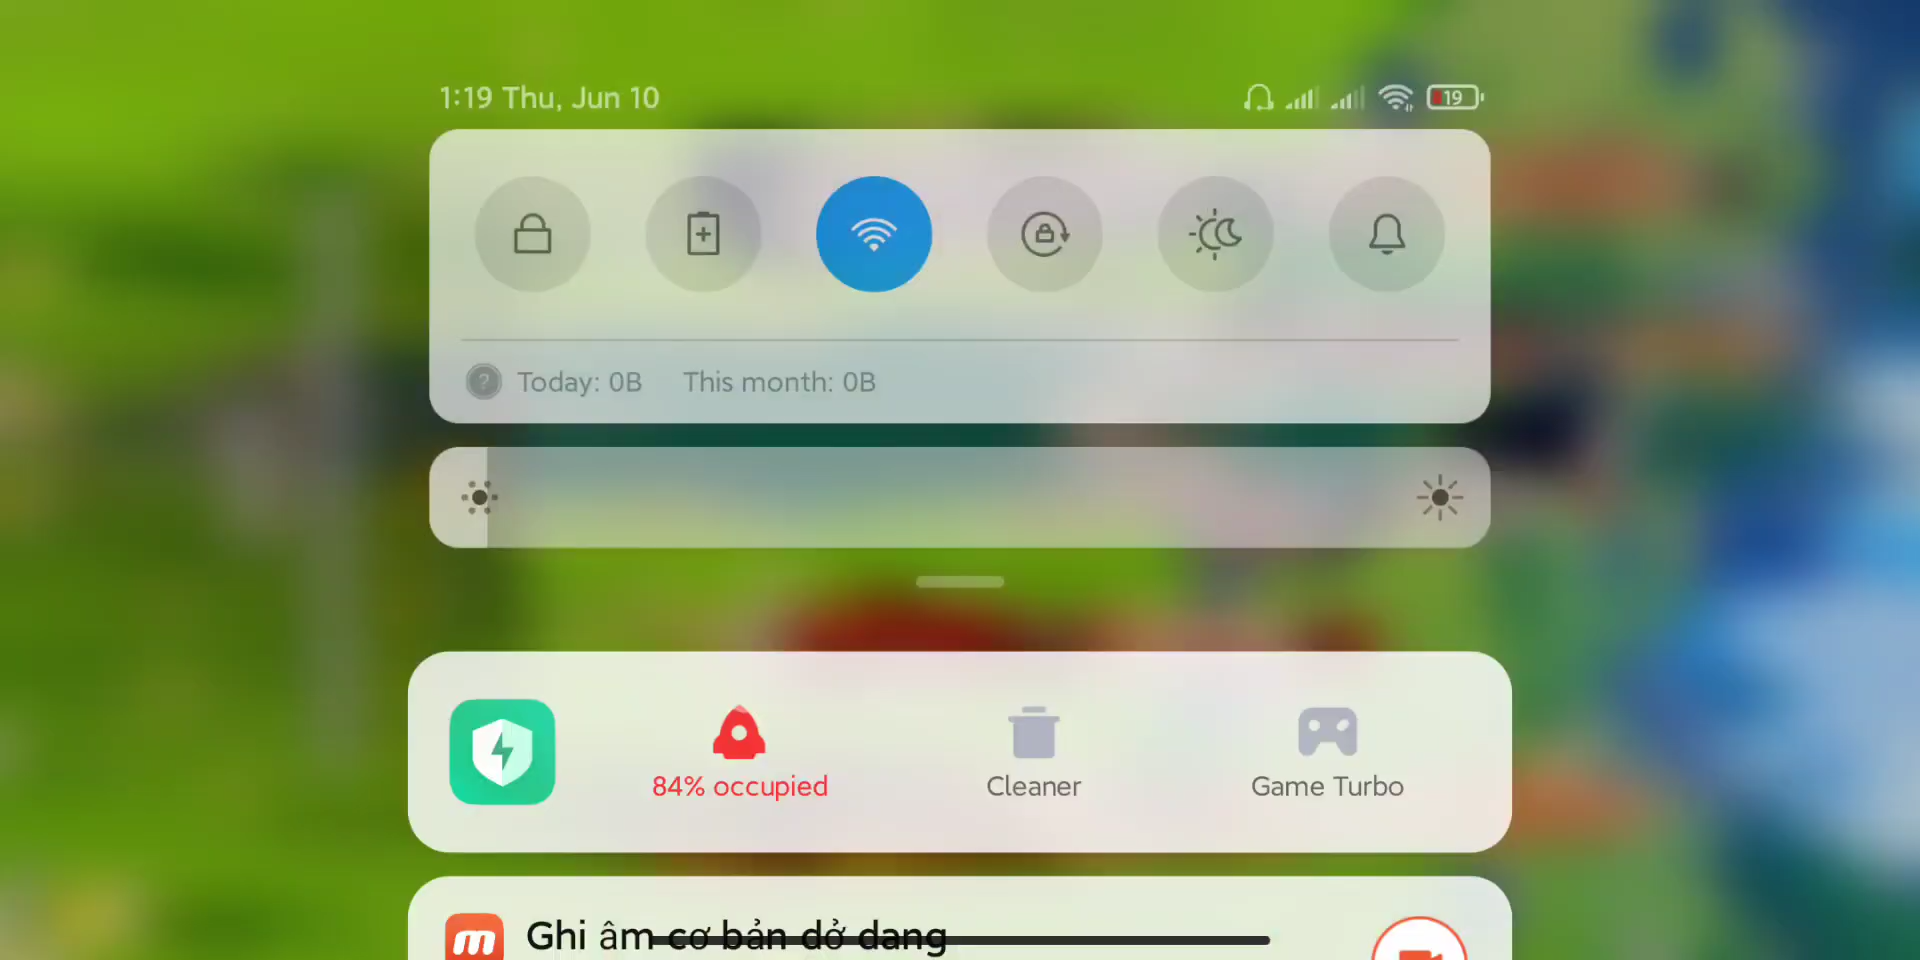 1:19 Thu, Jun 10
19
Today: 0B This month: 0B
84% occupied
Cleaner
Game Turbo
m
Ghi âm cơ bản dở dang